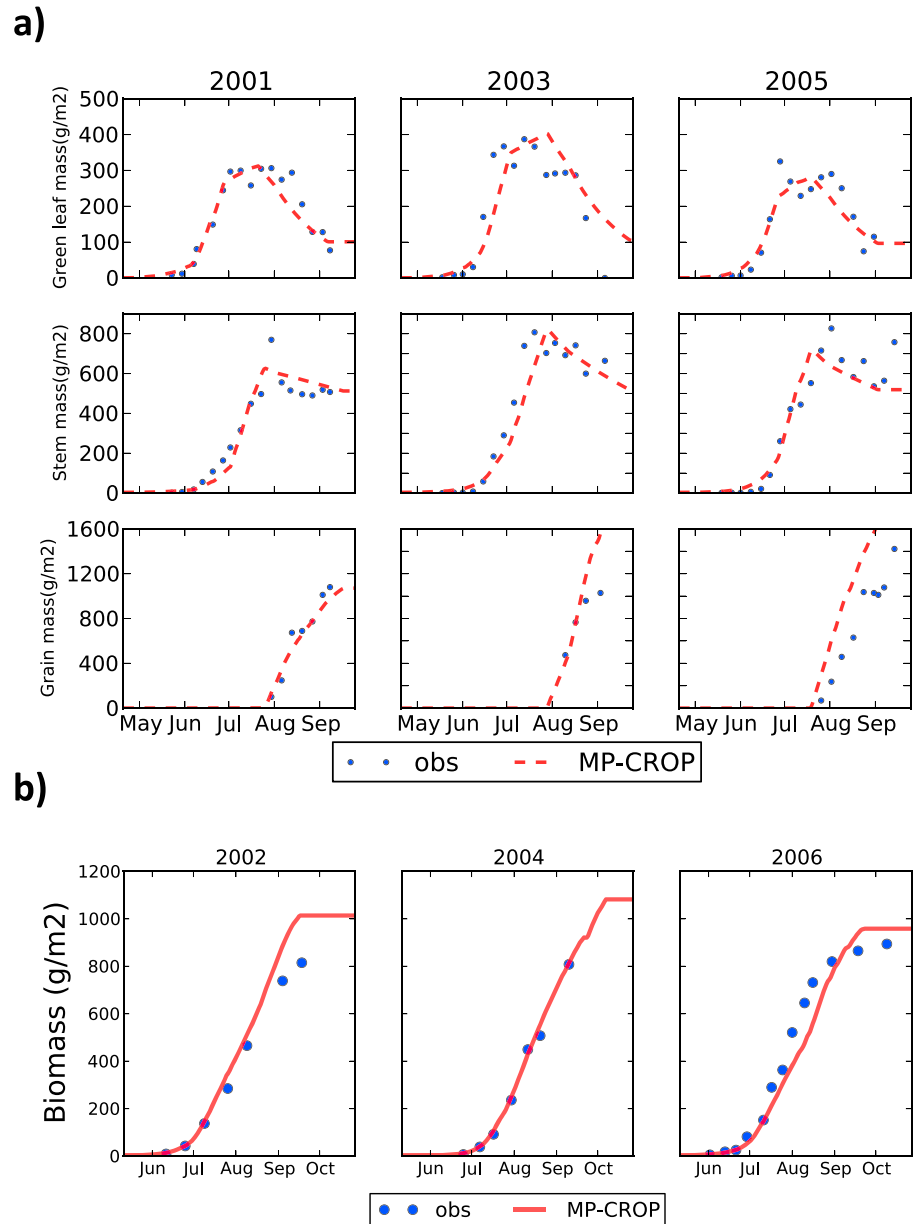 a)
2001 2003 2005
Green leaf mass(g/m2)
500
400
300
200
100
0
Stem mass(g/m2)
800
600
400
200
0
Grain mass(g/m2)
1600
1200
800
400
0
May Jun Jul Aug Sep May Jun Jul Aug Sep May Jun Jul Aug Sep
obs MP-CROP
b)
2002 2004 2006
Biomass (g/m2)
1200
1000
800
600
400
200
0
Jun Jul Aug Sep Oct Jun Jul Aug Sep Oct Jun Jul Aug Sep Oct
obs MP-CROP